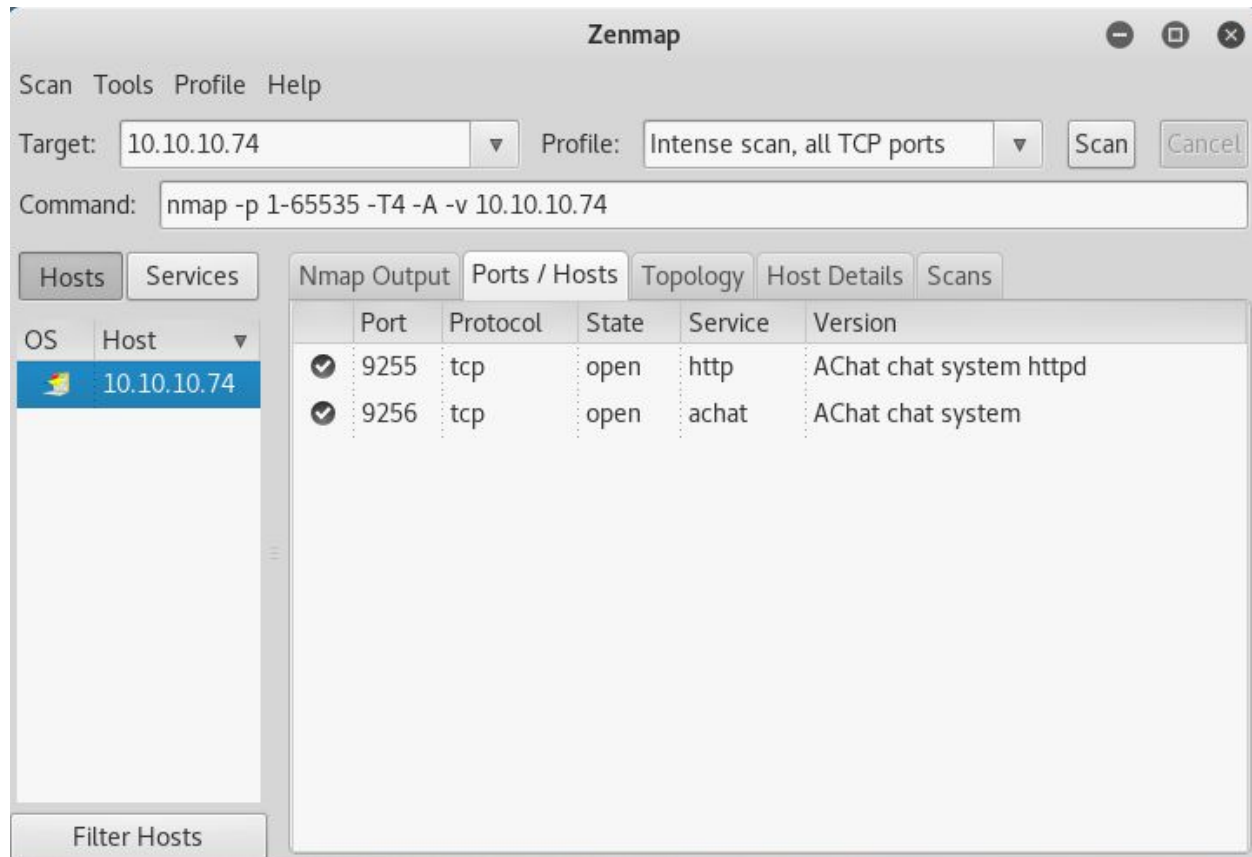 Zenmap
Scan Tools Profile Help
Target: 10.10.10.74 Profile: Intense scan, all TCP ports Scan Cancel
Command: nmap -p 1-65535 -T4 -A -v 10.10.10.74
Hosts Services
OS Host
10.10.10.74
Filter Hosts
Nmap Output Ports / Hosts Topology Host Details Scans
Port Protocol State Service Version
9255 tcp open http AChat chat system httpd
9256 tcp open achat AChat chat system